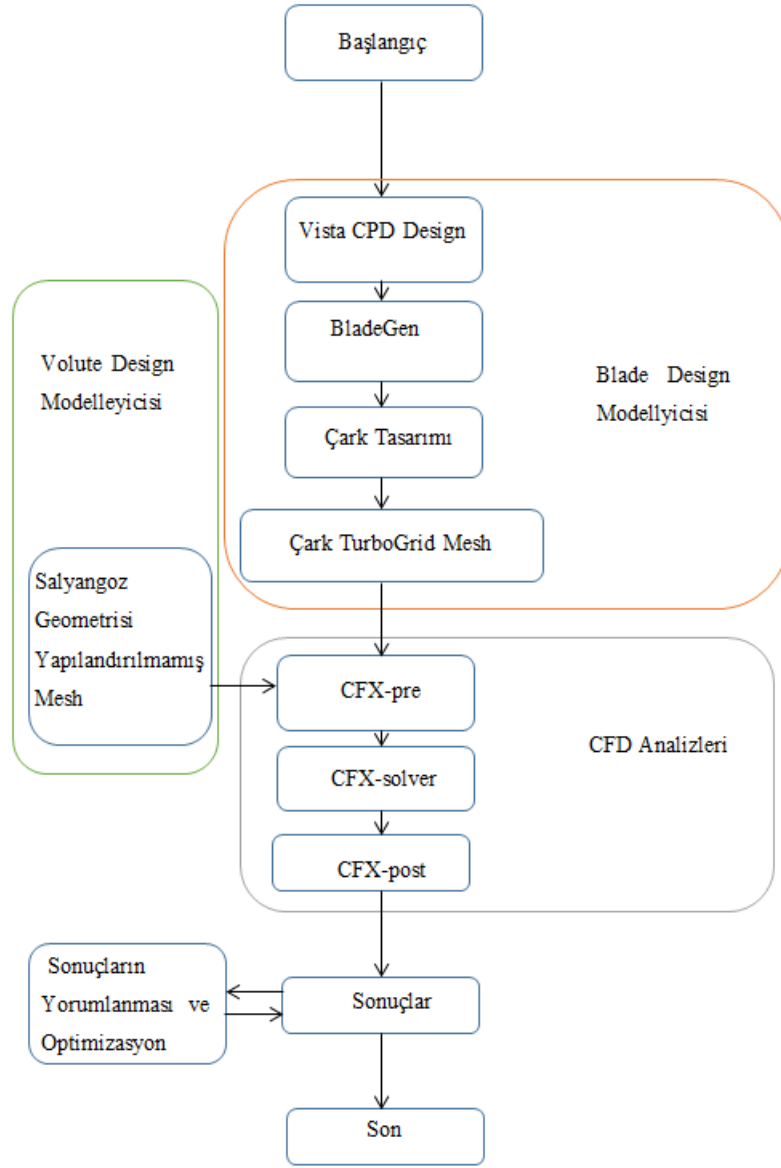 Başlangıç
Vista CPD Design
BladeGen
Çark Tasarımı
Çark TurboGrid Mesh
Blade Design
Modellyicisi
Volute Design
Modelleyicisi
Salyangoz
Geometrisi
Yapılandırılmamış
Mesh
CFX-pre
CFX-solver
CFX-post
CFD Analizleri
Sonuçların
Yorumlanması ve
Optimizasyon
Sonuçlar
Son